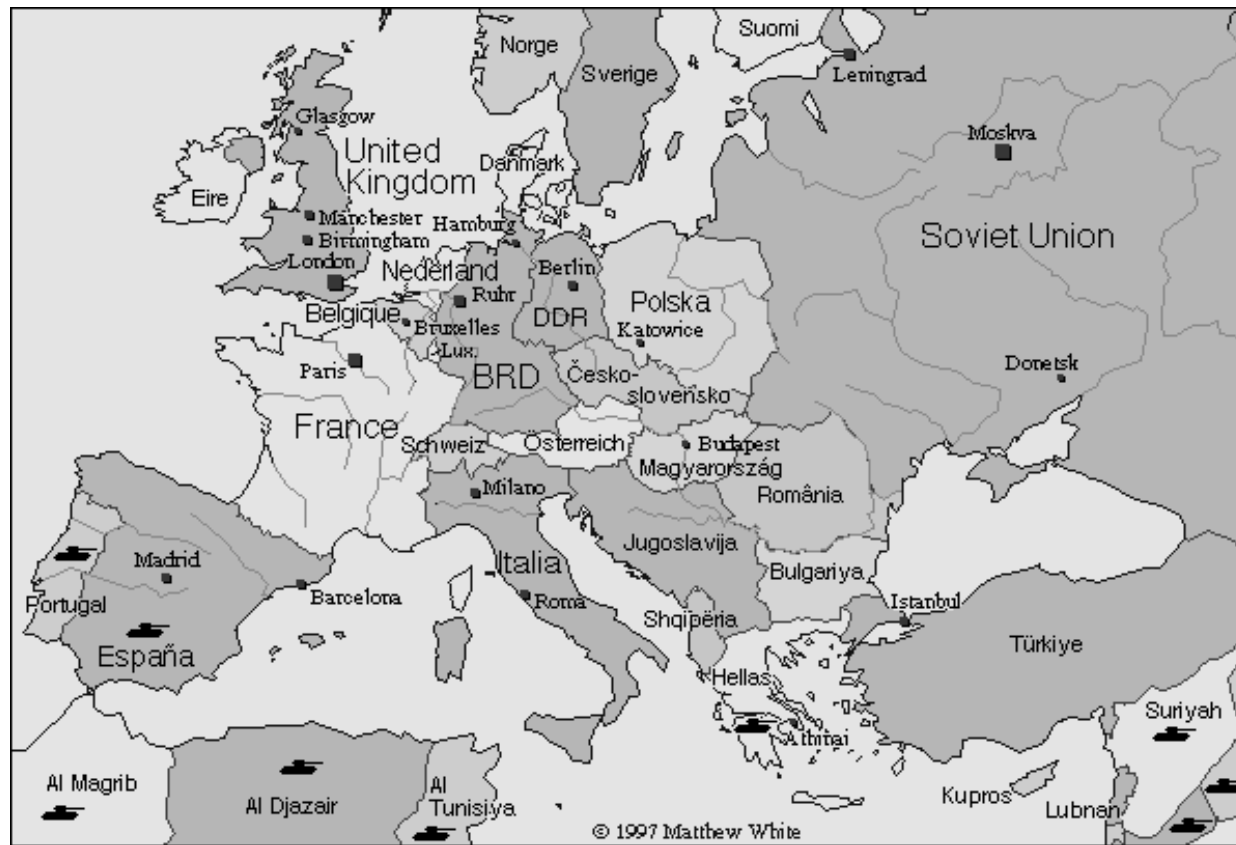 Norge
Suomi
Sverige
Leningrad
Glasgow
Moskva
United
Kingdom
Danmark
Eire
Manchester
Hamburg
Birmingham
Soviet Union
London
Nederland
Berlin
Ruhr
Polska
Belgique
Bruxelles
DDR
Katowice
Lux.
Paris
BRD
Česko-
slovensko
Donetsk
France
Schweiz
Österreich
Budapest
Magyarország
Milano
România
Jugoslavija
Madrid
Italia
Bulgariya
Portugal
Barcelona
Roma
Istanbul
Shqipëria
España
Türkiye
Hellas
Suriyah
Athinai
Al Magrib
Al Djazair
Al
Tunisiya
Kupros
Lubnan
© 1997 Matthew White